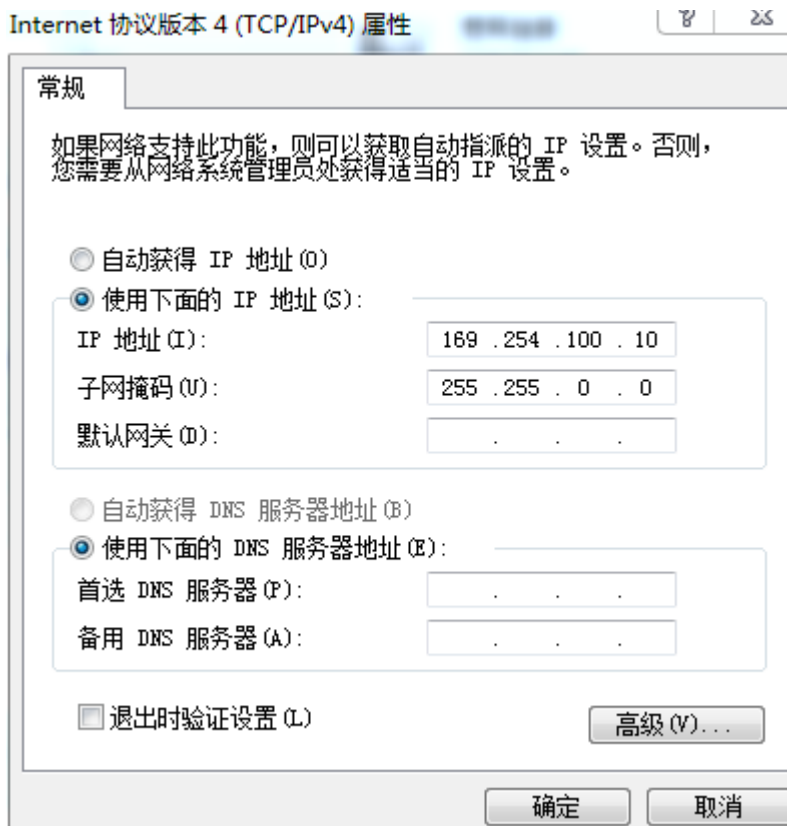 Internet 协议版本 4 (TCP/IPv4) 属性
常规
如果网络支持此功能，则可以获取自动指派的 IP 设置。否则，
您需要从网络系统管理员处获得适当的 IP 设置。
自动获得 IP 地址(O)
使用下面的 IP 地址(S):
IP 地址(I): 169 .254 .100 . 10
子网掩码(U): 255 .255 . 0 . 0
默认网关(D): . . .
自动获得 DNS 服务器地址(B)
使用下面的 DNS 服务器地址(E):
首选 DNS 服务器(P): . . .
备用 DNS 服务器(A): . . .
退出时验证设置(L)
高级(V)...
确定 取消